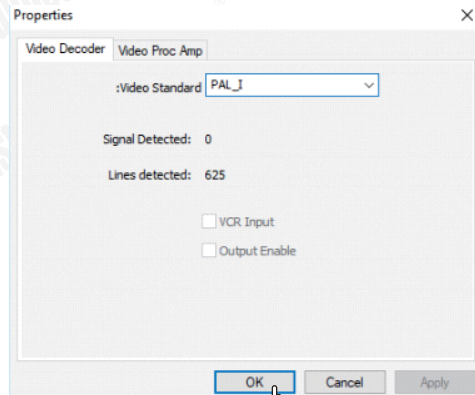 Properties
Video Decoder Video Proc Amp
:Video Standard PAL_I
Signal Detected: 0
Lines detected: 625
VCR Input
Output Enable
OK Cancel Apply